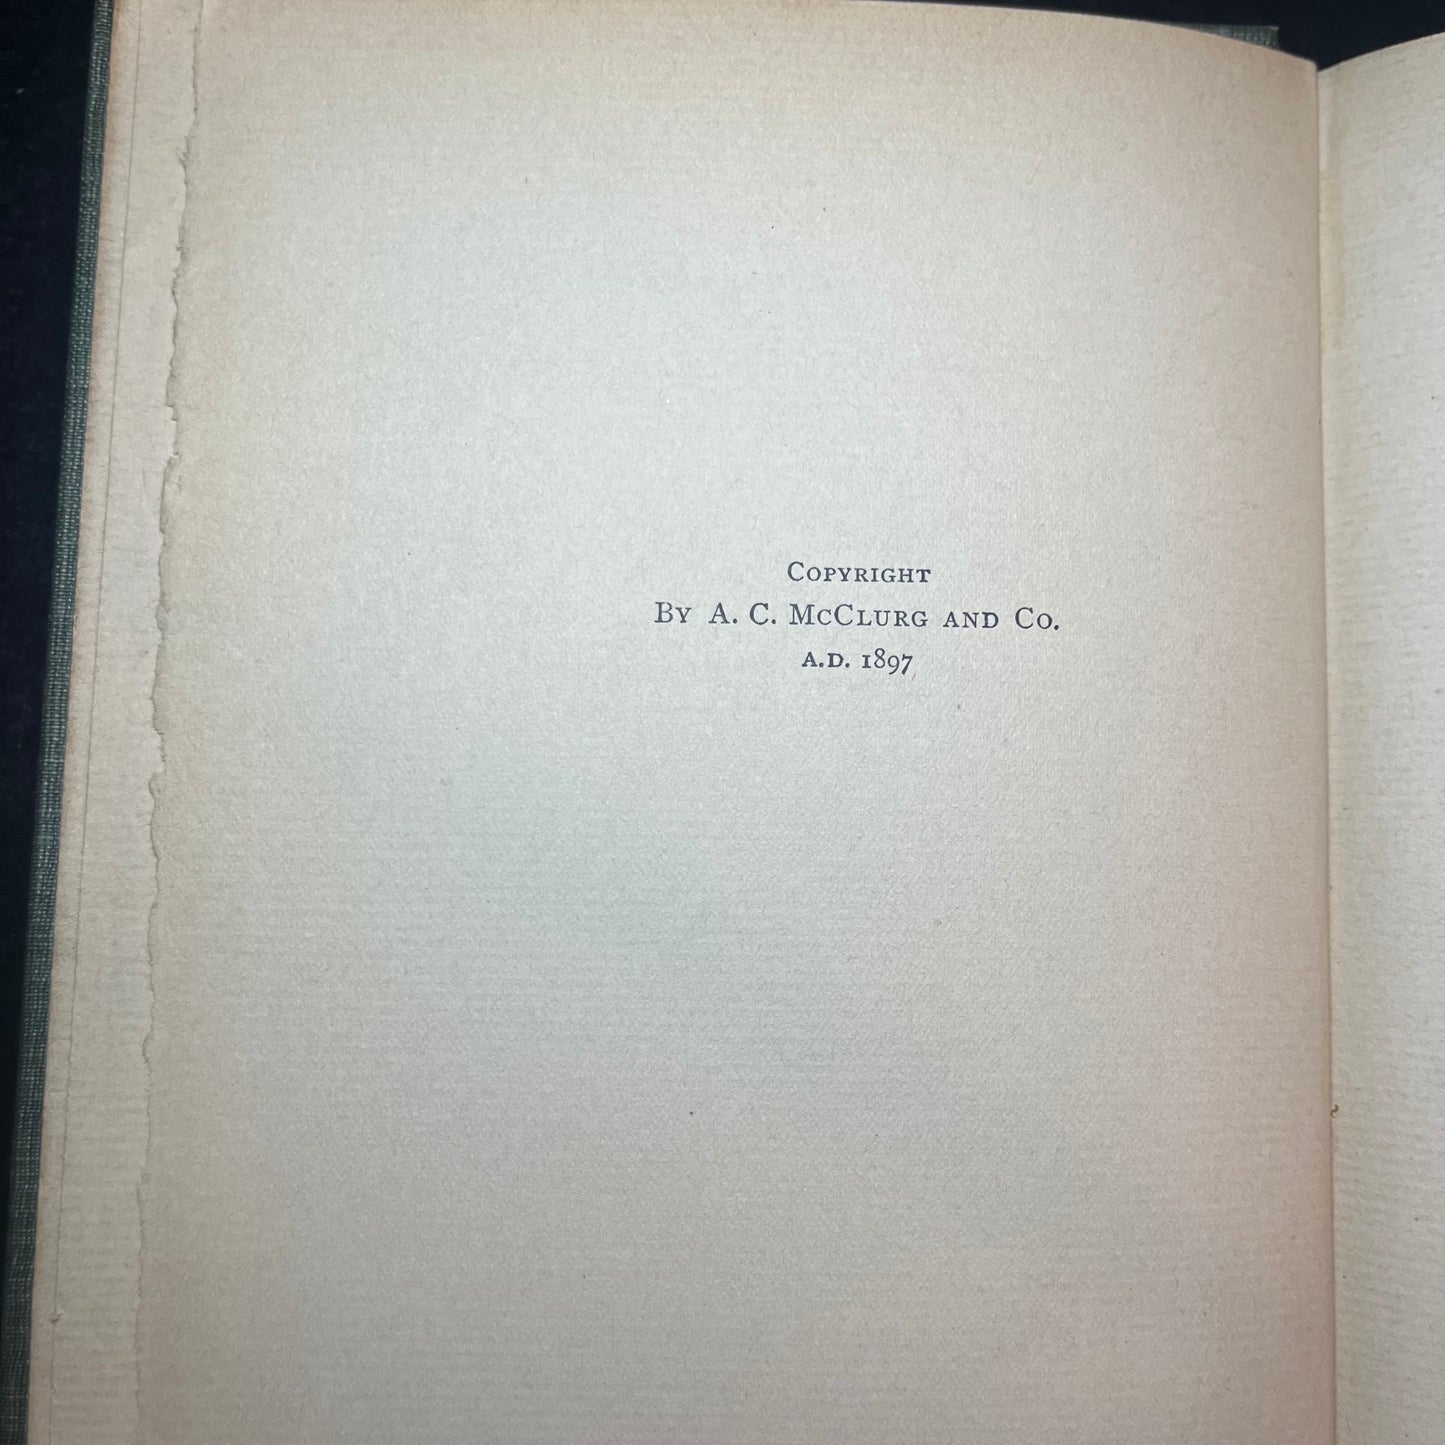 Copyright
By A. C. McClurg and Co.
A.D. 1897